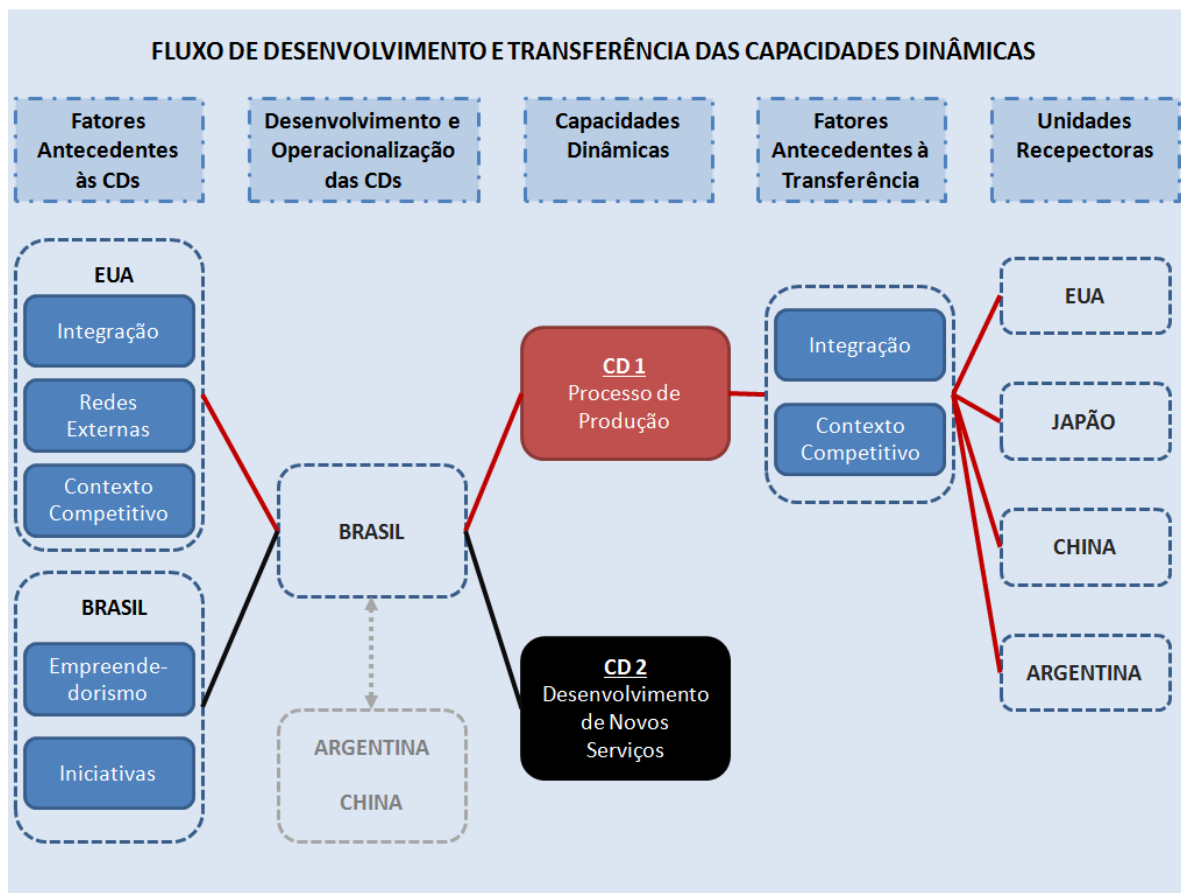 FLUXO DE DESENVOLVIMENTO E TRANSFERÊNCIA DAS CAPACIDADES DINÂMICAS
Fatores
Antecedentes
às CDs
Desenvolvimento e
Operacionalização
das CDs
Capacidades
Dinâmicas
Fatores
Antecedentes à
Transferência
Unidades
Recepectoras
EUA
Integração
Redes
Externas
Contexto
Competitivo
BRASIL
Empreende-
dorismo
Iniciativas
BRASIL
ARGENTINA
CHINA
CD 1
Processo de
Produção
CD 2
Desenvolvimento
de Novos
Serviços
Integração
Contexto
Competitivo
EUA
JAPÃO
CHINA
ARGENTINA